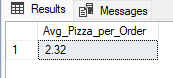 Results Messages
Avg_Pizza_per_Order
1 2.32